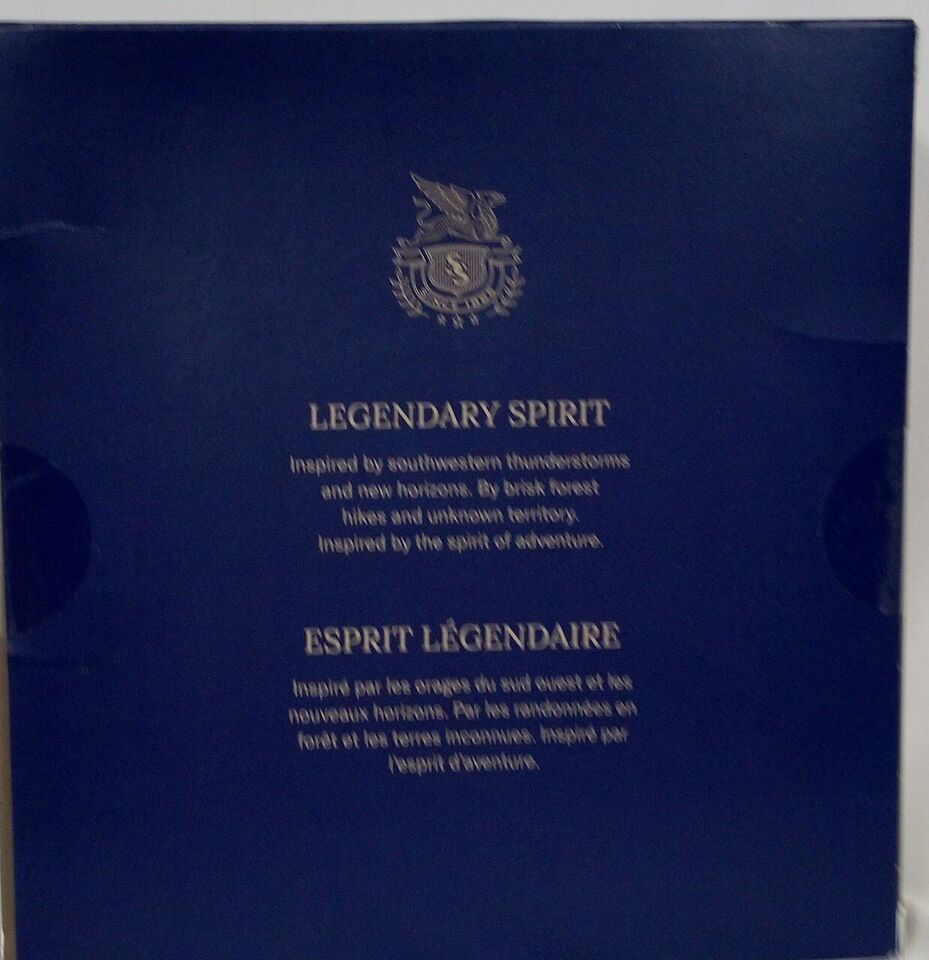 LEGENDARY SPIRIT
Inspired by southwestern thunderstorms
and new horizons. By brisk forest
hikes and unknown territory.
Inspired by the spirit of adventure.
ESPRIT LÉGENDAIRE
Inspiré par les orages du sud ouest et les
nouveaux horizons. Par les randonnées en
forêt et les terres inconnues. Inspiré par
l'esprit d'aventure.